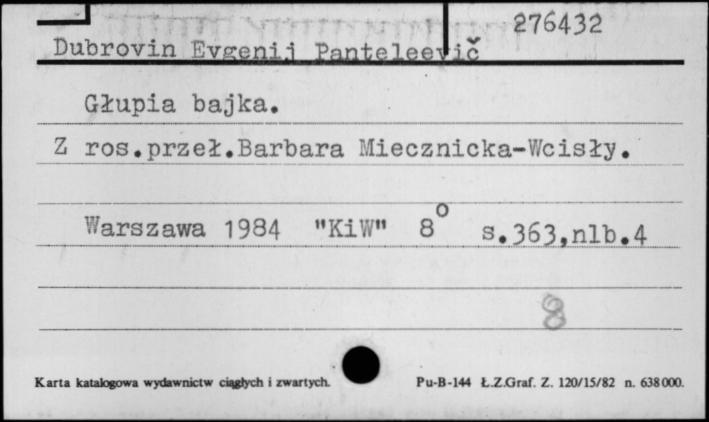 276432
Dubrovin Evgenij Panteleevič
Głupia bajka.
Z ros.przeł.Barbara Miecznicka-Wcisły.
Warszawa 1984 "KiW" 8° s.363,nlb.4
8
Karta katalogowa wydawnictw ciągłych i zwartych.
Pu-B-144 Ł.Z.Graf. Z. 120/15/82 n. 638000.